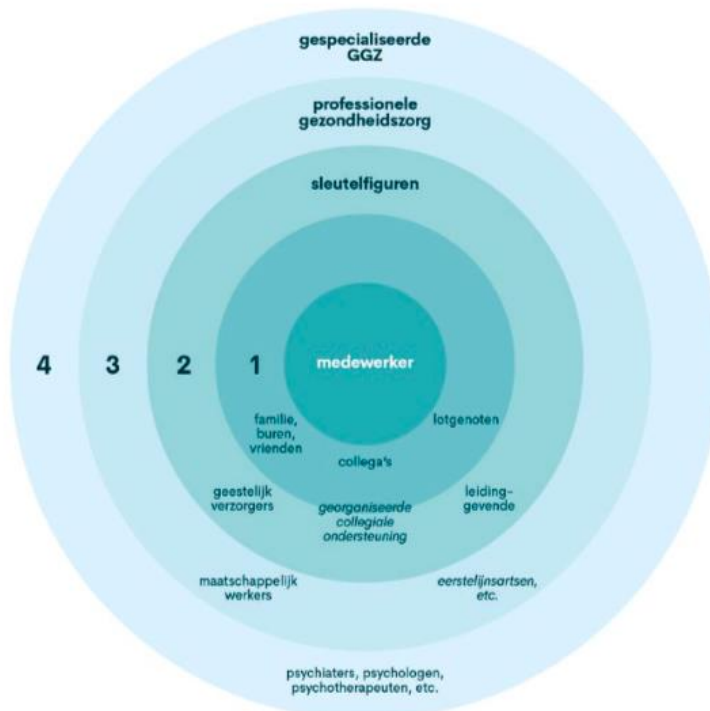 gespecialiseerde
GGZ
professionele
gezondheidszorg
sleutelfiguren
4
3
2
1
medewerker
familie,
buren,
vrienden
lotgenoten
collega's
geestelijk
verzorgers
georganiseerde
collegiale
ondersteuning
leiding-
gevende
maatschappelijk
werkers
eerstelijnsartsen,
etc.
psychiaters, psychologen,
psychotherapeuten, etc.